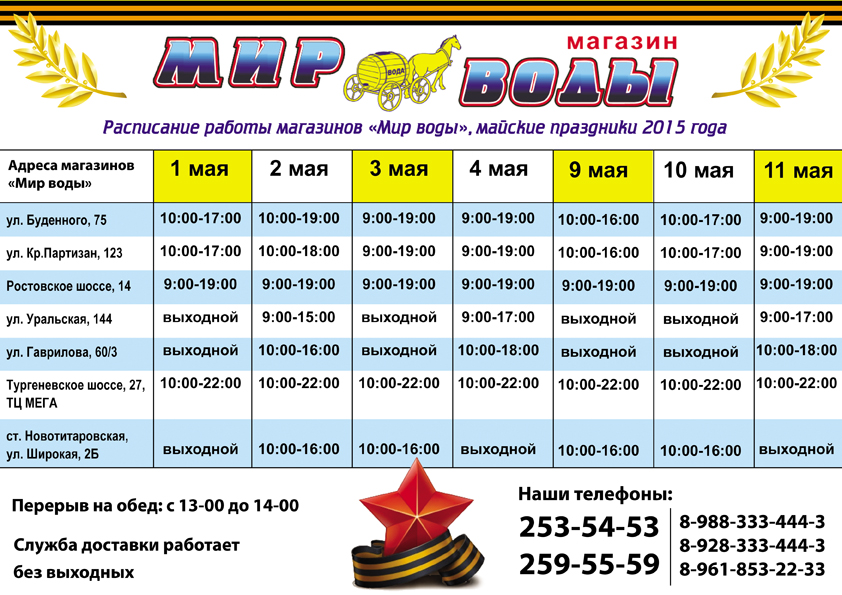 МИР
ВОДА
магазин
ВОДЫ
Расписание работы магазинов «Мир воды», майские праздники 2015 года
Адреса магазинов «Мир воды» 1 мая 2 мая 3 мая 4 мая 9 мая 10 мая 11 мая
ул. Буденного, 75 10:00-17:00 10:00-19:00 9:00-19:00 9:00-19:00 10:00-16:00 10:00-17:00 9:00-19:00
ул. Кр.Партизан, 123 10:00-17:00 10:00-18:00 9:00-19:00 9:00-19:00 10:00-16:00 10:00-17:00 9:00-19:00
Ростовское шоссе, 14 9:00-19:00 9:00-19:00 9:00-19:00 9:00-19:00 9:00-19:00 9:00-19:00 9:00-19:00
ул. Уральская, 144 выходной 9:00-15:00 выходной 9:00-17:00 выходной выходной 9:00-17:00
ул. Гаврилова, 60/3 выходной 10:00-16:00 выходной 10:00-18:00 выходной выходной 10:00-18:00
Тургеневское шоссе, 27, ТЦ МЕГА 10:00-22:00 10:00-22:00 10:00-22:00 10:00-22:00 10:00-22:00 10:00-22:00 10:00-22:00
ст. Новотитаровская, ул. Широкая, 2Б выходной 10:00-16:00 10:00-16:00 выходной 10:00-16:00 10:00-16:00 выходной
Перерыв на обед: с 13-00 до 14-00
Служба доставки работает
без выходных
Наши телефоны:
253-54-53
259-55-59
8-988-333-444-3
8-928-333-444-3
8-961-853-22-33